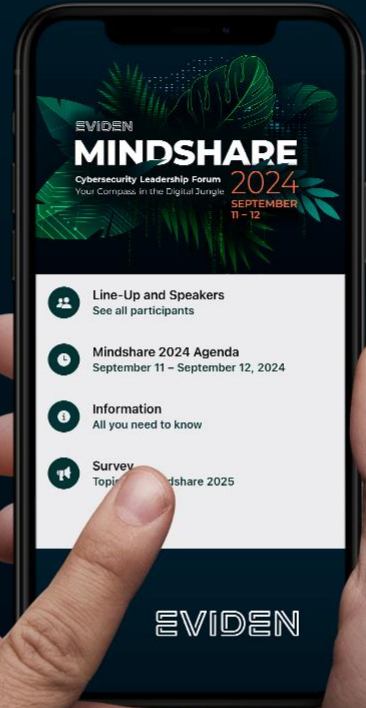 EVIDEN
MINDSHARE
Cybersecurity Leadership Forum
Your Compass in the Digital Jungle
2024
SEPTEMBER
11 – 12
Line-Up and Speakers
See all participants
Mindshare 2024 Agenda
September 11 – September 12, 2024
Information
All you need to know
Survey
dshare 2025
EVIDEN